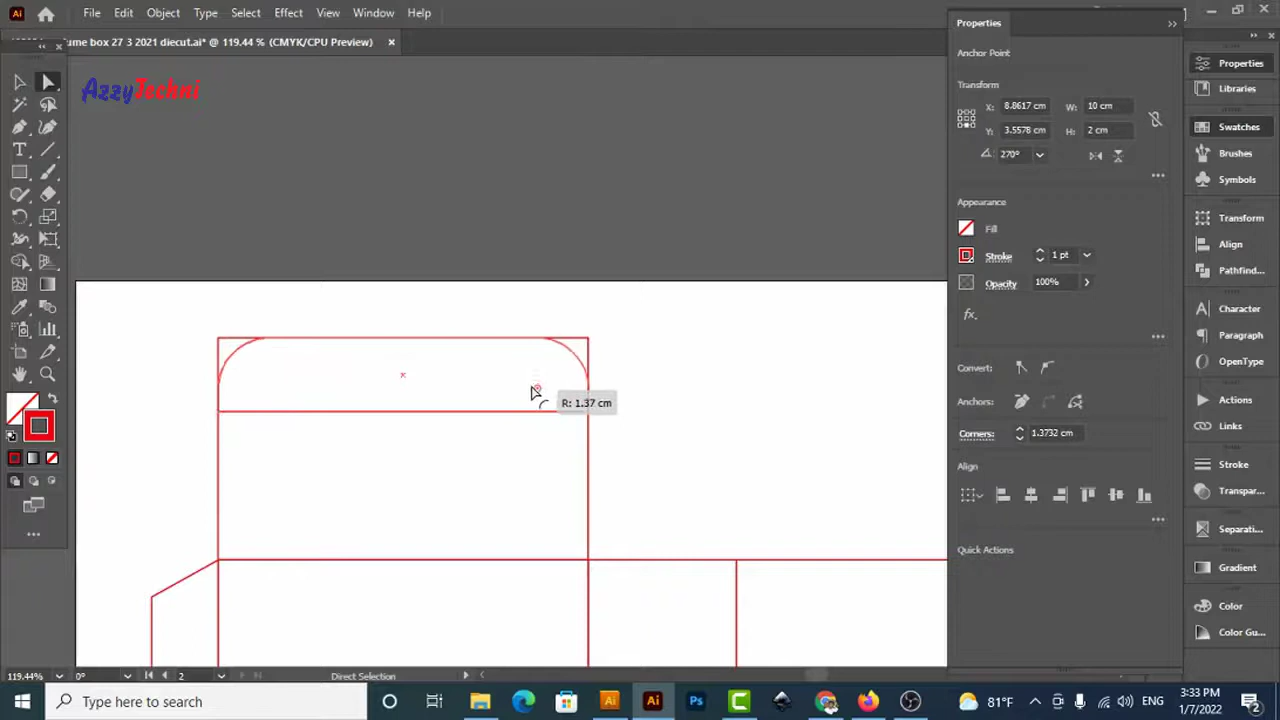 Ai
File Edit Object Type Select Effect View Window Help
ume box 27 3 2021 diecut.ai* @ 119.44 % (CMYK/CPU Preview)
AzzyTechni
Properties
Anchor Point
Transform
X: 8.8617 cm W: 10 cm
Y: 3.5578 cm H: 2 cm
270°
Appearance
Fill
Stroke 1 pt
Opacity 100%
fx.
Convert:
Anchors:
Corners: 1.3732 cm
Align
Quick Actions
Properties
Libraries
Swatches
Brushes
Symbols
Transform
Align
Pathfind...
Character
Paragraph
OpenType
Actions
Links
Stroke
Transpar...
Separati...
Gradient
Color
Color Gu...
R: 1.37 cm
119.44% 0° 2 Direct Selection
Type here to search
Ai Ai Ps
81°F ENG
3:33 PM
1/7/2022
2